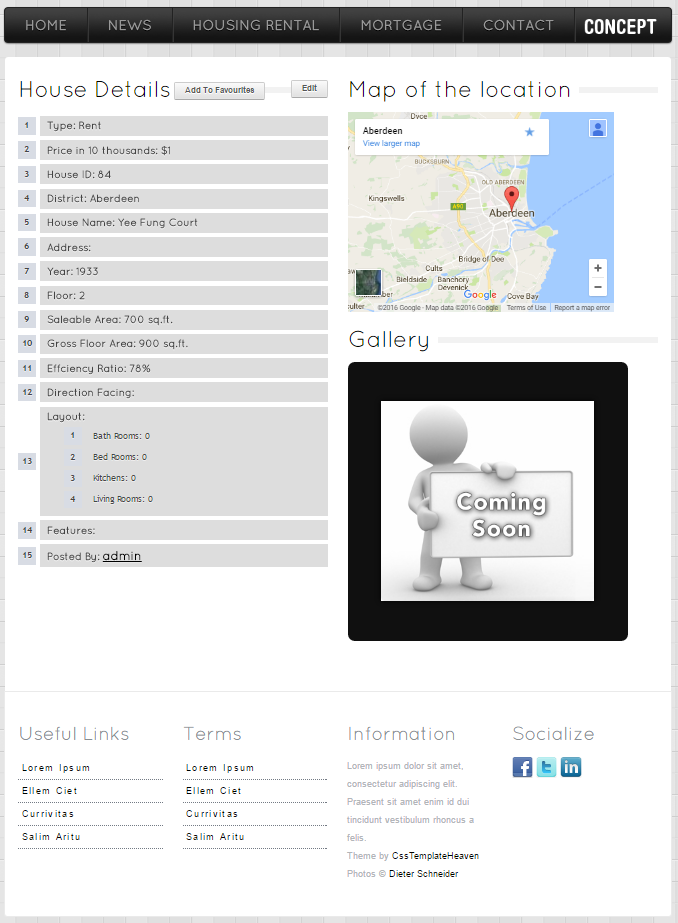 HOME NEWS HOUSING RENTAL MORTGAGE CONTACT CONCEPT
House Details Add To Favourites Edit
1 Type: Rent
2 Price in 10 thousands: $1
3 House ID: 84
4 District: Aberdeen
5 House Name: Yee Fung Court
6 Address:
7 Year: 1933
8 Floor: 2
9 Saleable Area: 700 sq.ft.
10 Gross Floor Area: 900 sq.ft.
11 Effciency Ratio: 78%
12 Direction Facing:
13 Layout:
1 Bath Rooms: 0
2 Bed Rooms: 0
3 Kitchens: 0
4 Living Rooms: 0
14 Features:
15 Posted By: admin
Map of the location
Dyce
Aberdeen
View larger map
BUCKSBURN
OLD ABERDEEN
Kingswells
A90
Aberdeen
Bridge of Dee
Cults
Bieldside Banchory
Devenick
Google
Cove Bay
ulter ©2016 Google · Map data ©2016 Google Terms of Use Report a map error
+
−
Gallery
Coming
Soon
Useful Links
Lorem Ipsum
Ellem Ciet
Currivitas
Salim Aritu
Terms
Lorem Ipsum
Ellem Ciet
Currivitas
Salim Aritu
Information
Lorem ipsum dolor sit amet,
consectetur adipiscing elit.
Praesent sit amet enim id dui
tincidunt vestibulum rhoncus a
felis.
Theme by CssTemplateHeaven
Photos © Dieter Schneider
Socialize
f t in